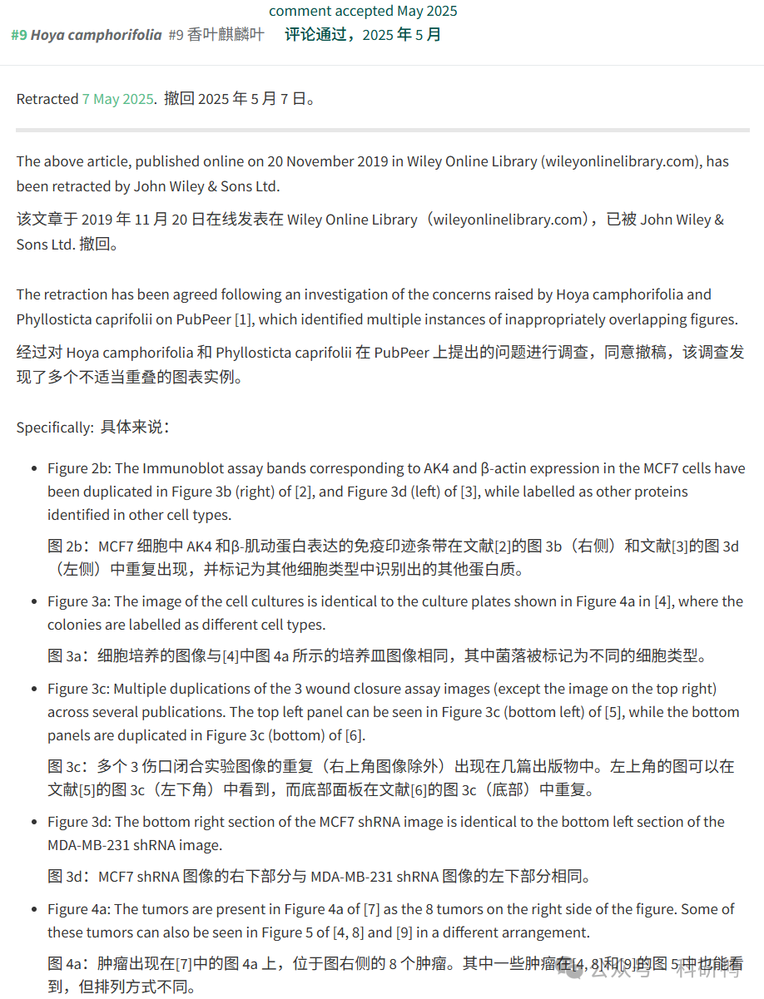 comment accepted May 2025
#9 Hoya camphorifolia #9 香叶麒麟叶 评论通过，2025 年 5 月
Retracted 7 May 2025. 撤回 2025 年 5 月 7 日。
The above article, published online on 20 November 2019 in Wiley Online Library (wileyonlinelibrary.com), has
been retracted by John Wiley & Sons Ltd.
该文章于 2019 年 11 月 20 日在线发表在 Wiley Online Library（wileyonlinelibrary.com），已被 John Wiley &
Sons Ltd. 撤回。
The retraction has been agreed following an investigation of the concerns raised by Hoya camphorifolia and
Phyllosticta caprifolii on PubPeer [1], which identified multiple instances of inappropriately overlapping figures.
经过对 Hoya camphorifolia 和 Phyllosticta caprifolii 在 PubPeer 上提出的问题进行调查，同意撤稿，该调查发
现了多个不适当重叠的图表实例。
Specifically: 具体来说：
• Figure 2b: The Immunoblot assay bands corresponding to AK4 and β-actin expression in the MCF7 cells have
been duplicated in Figure 3b (right) of [2], and Figure 3d (left) of [3], while labelled as other proteins
identified in other cell types.
图 2b：MCF7 细胞中 AK4 和β-肌动蛋白表达的免疫印迹条带在文献[2]的图 3b（右侧）和文献[3]的图 3d
（左侧）中重复出现，并标记为其他细胞类型中识别出的其他蛋白质。
• Figure 3a: The image of the cell cultures is identical to the culture plates shown in Figure 4a in [4], where the
colonies are labelled as different cell types.
图 3a：细胞培养的图像与[4]中图 4a 所示的培养皿图像相同，其中菌落被标记为不同的细胞类型。
• Figure 3c: Multiple duplications of the 3 wound closure assay images (except the image on the top right)
across several publications. The top left panel can be seen in Figure 3c (bottom left) of [5], while the bottom
panels are duplicated in Figure 3c (bottom) of [6].
图 3c：多个 3 伤口闭合实验图像的重复（右上角图像除外）出现在几篇出版物中。左上角的图可以在
文献[5]的图 3c（左下角）中看到，而底部面板在文献[6]的图 3c（底部）中重复。
• Figure 3d: The bottom right section of the MCF7 shRNA image is identical to the bottom left section of the
MDA-MB-231 shRNA image.
图 3d：MCF7 shRNA 图像的右下部分与 MDA-MB-231 shRNA 图像的左下部分相同。
• Figure 4a: The tumors are present in Figure 4a of [7] as the 8 tumors on the right side of the figure. Some of
these tumors can also be seen in Figure 5 of [4, 8] and [9] in a different arrangement.
图 4a：肿瘤出现在[7]中的图 4a 上，位于图右侧的 8 个肿瘤。其中一些肿瘤在[4, 8]和[9]的图 5 中也能看
到，但排列方式不同。
公众号 · 科研鸭